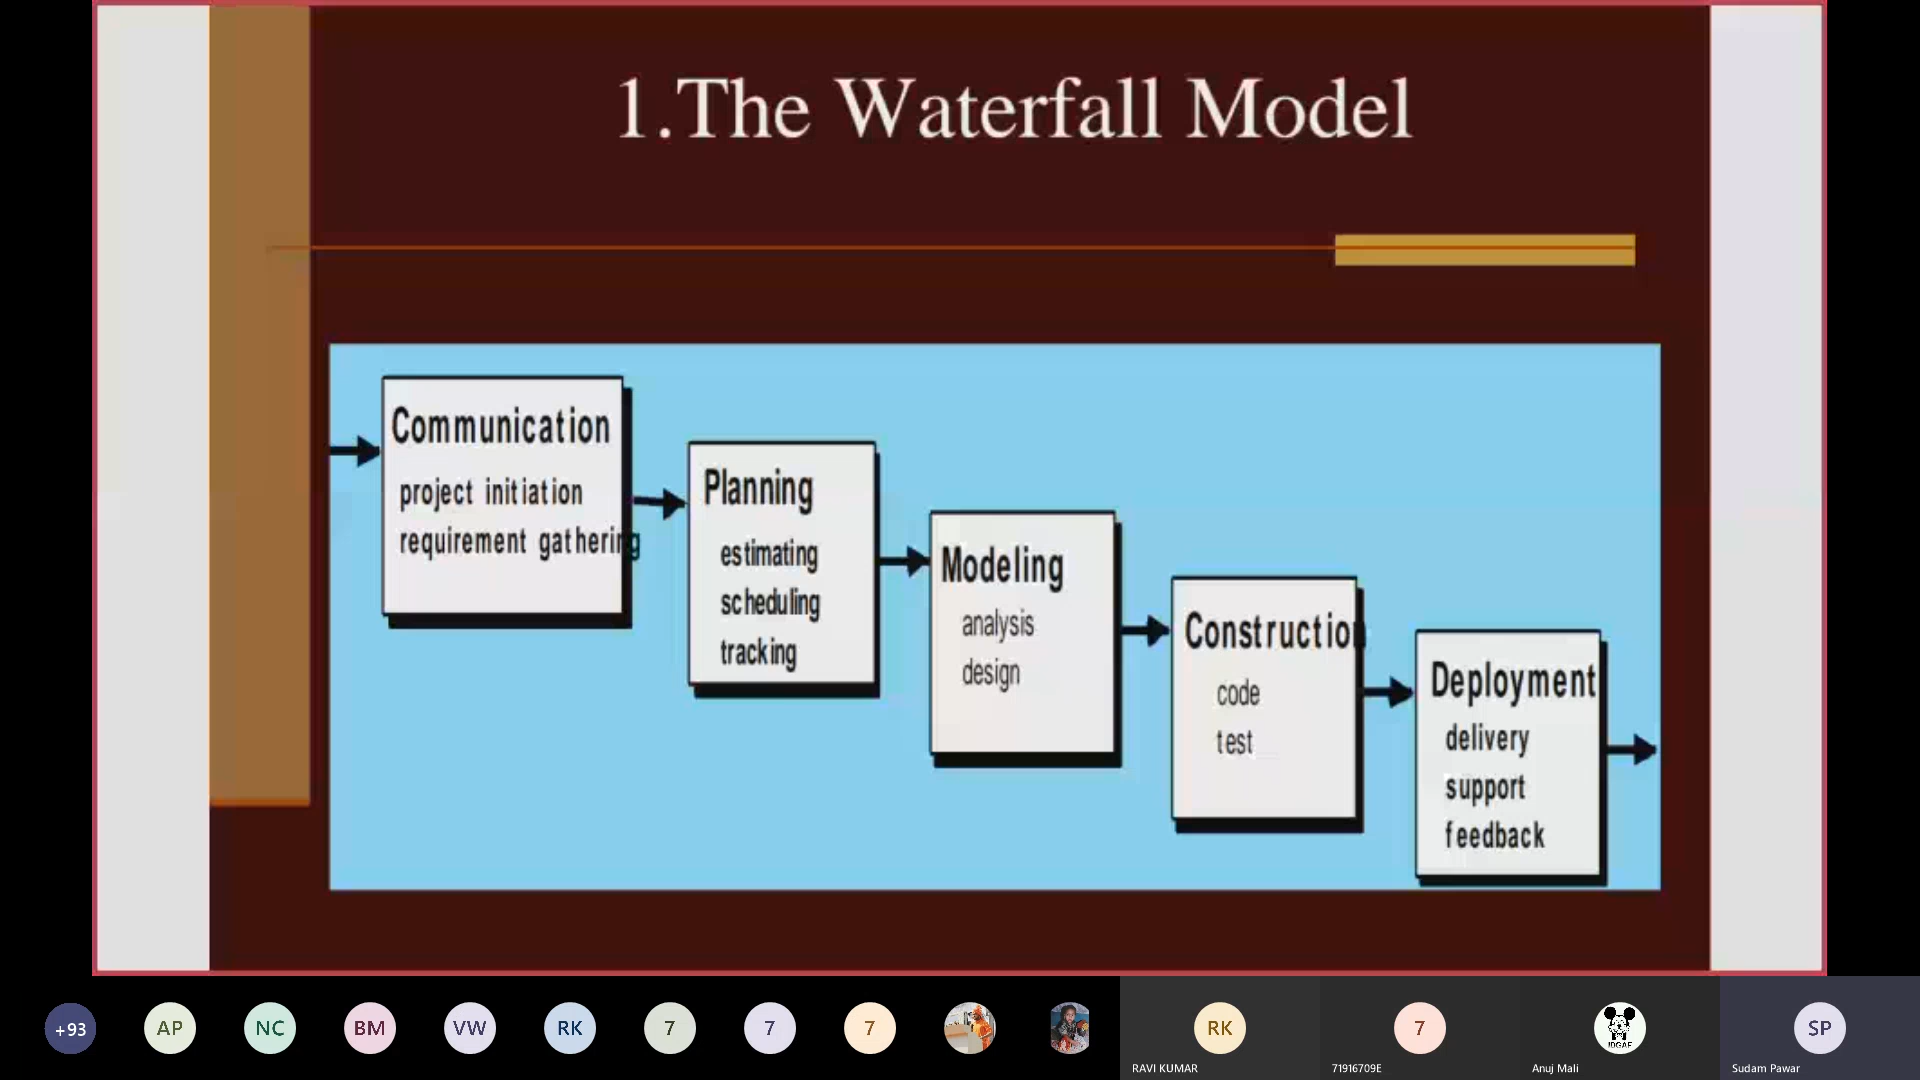 1.The Waterfall Model
Communication
project initiation
requirement gathering
Planning
estimating
scheduling
tracking
Modeling
analysis
design
Construction
code
test
Deployment
delivery
support
feedback
+93
AP
NC
BM
VW
RK
7
7
7
RK
RAVI KUMAR
7
71916709E
IDGAF
Anuj Mali
SP
Sudam Pawar